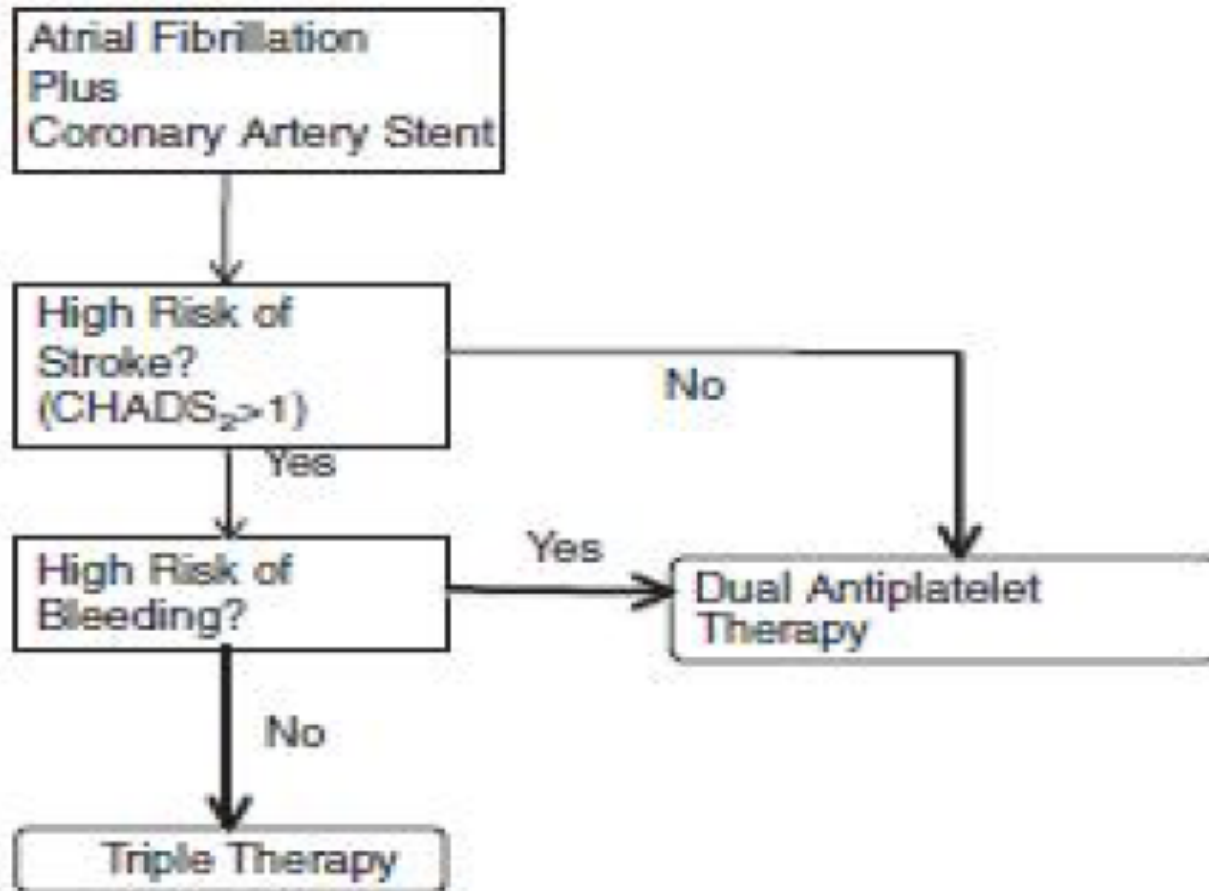 Atrial Fibrillation
Plus
Coronary Artery Stent
High Risk of
Stroke?
(CHADS₂>1)
No
Yes
High Risk of
Bleeding?
Yes
Dual Antiplatelet
Therapy
No
Triple Therapy